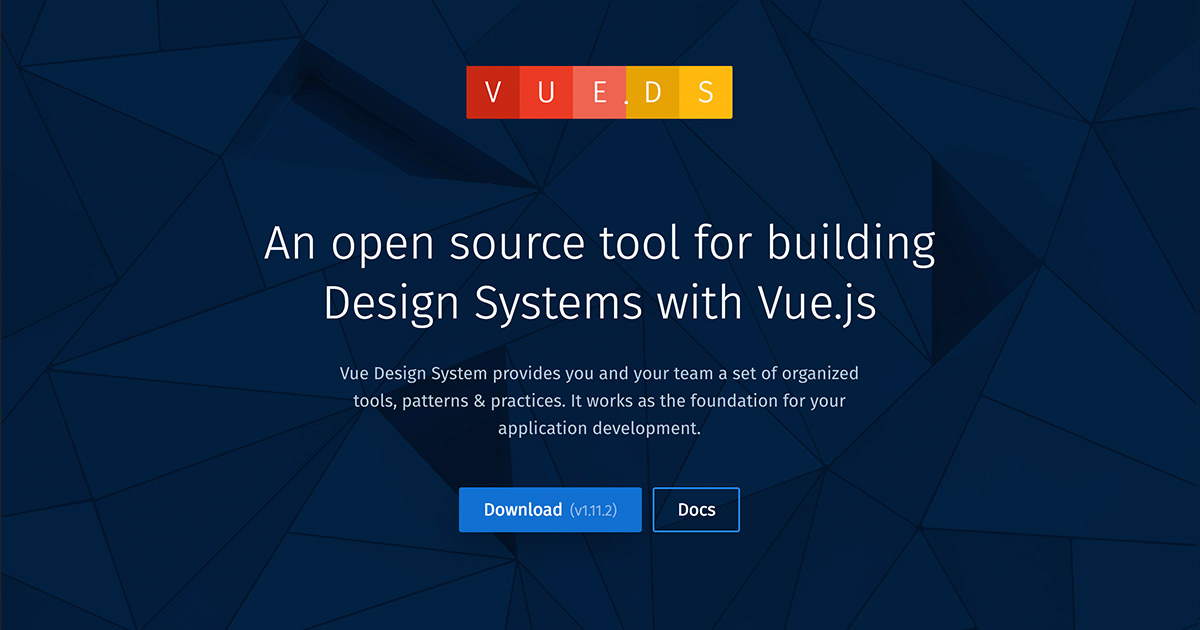 VUE.DS
An open source tool for building
Design Systems with Vue.js
Vue Design System provides you and your team a set of organized
tools, patterns & practices. It works as the foundation for your
application development.
Download (v1.11.2) Docs